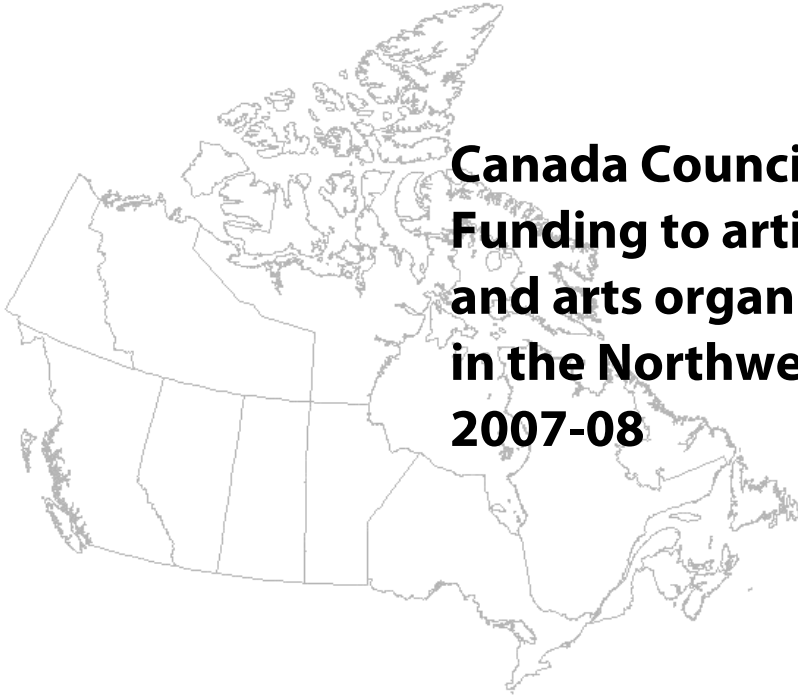 Canada Counci
Funding to arti
and arts organ
in the Northwe
2007-08